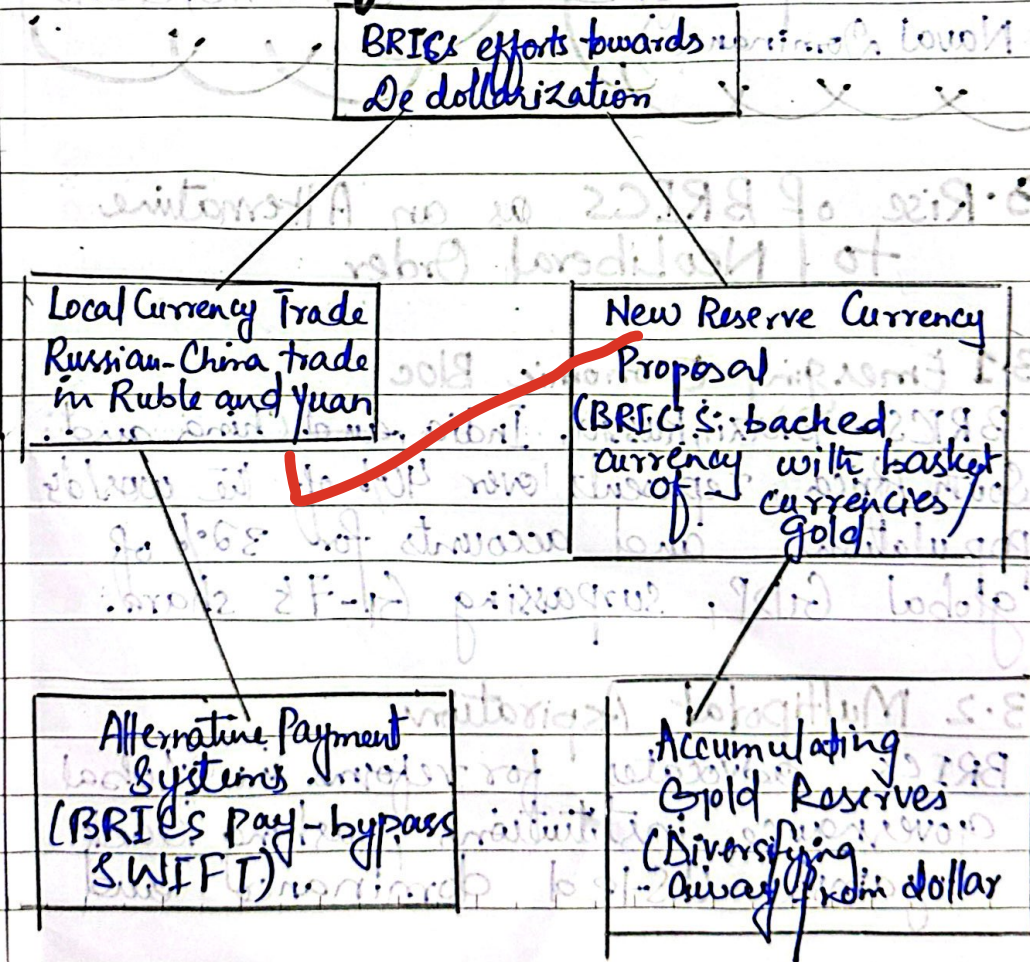 BRICs efforts towards
De dollarization
Local Currency Trade
Russian-China trade
in Ruble and Yuan
New Reserve Currency
Proposal
(BRICS: backed
currency with basket
of currencies/
gold
Alternative Payment
Systems
(BRICs Pay-bypass
SWIFT)
Accumulating
Gold Reserves
(Diversifying
away from dollar